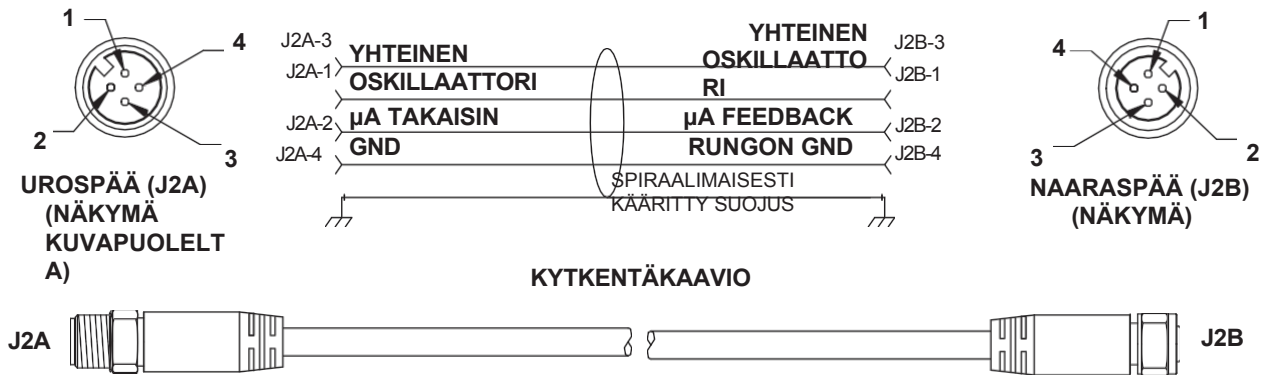 1
4
2
3
UROSPÄÄ (J2A)
(NÄKYMÄ
KUVAPUOLELT
A)
J2A-3
YHTEINEN
J2A-1
OSKILLAATTORI
J2A-2
µA TAKAISIN
J2A-4
GND
YHTEINEN
OSKILLAATTO
RI
J2B-3
J2B-1
µA FEEDBACK
J2B-2
RUNGON GND
J2B-4
SPIRAALIMAISESTI
KÄÄRITTY SUOJUS
1
4
3
2
NAARASPÄÄ (J2B)
(NÄKYMÄ)
KYTKENTÄKAAVIO
J2A
J2B